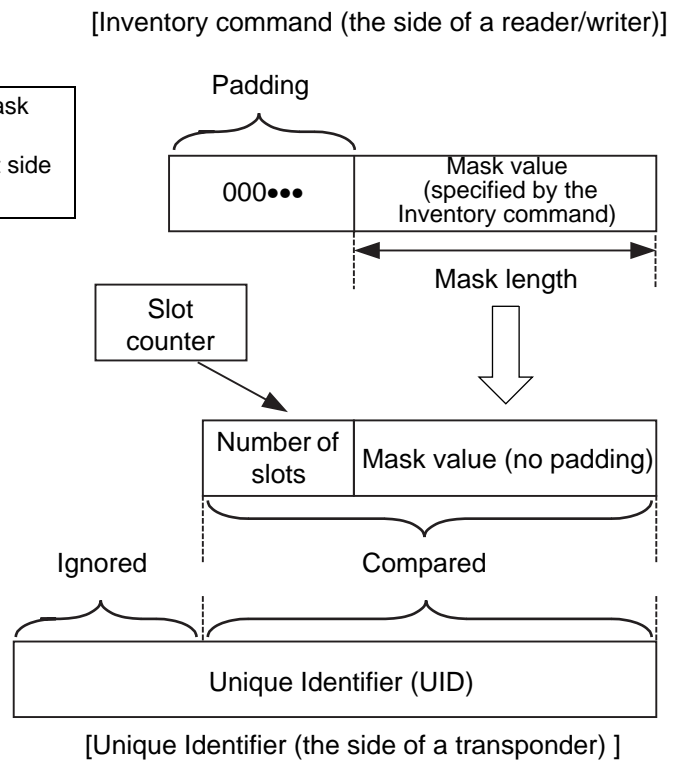 [Inventory command (the side of a reader/writer)]
Padding
side
000•••
Mask value
(specified by the
Inventory command)
Mask length
Slot
counter
Number of
slots
Mask value (no padding)
Ignored
Compared
Unique Identifier (UID)
[Unique Identifier (the side of a transponder) ]